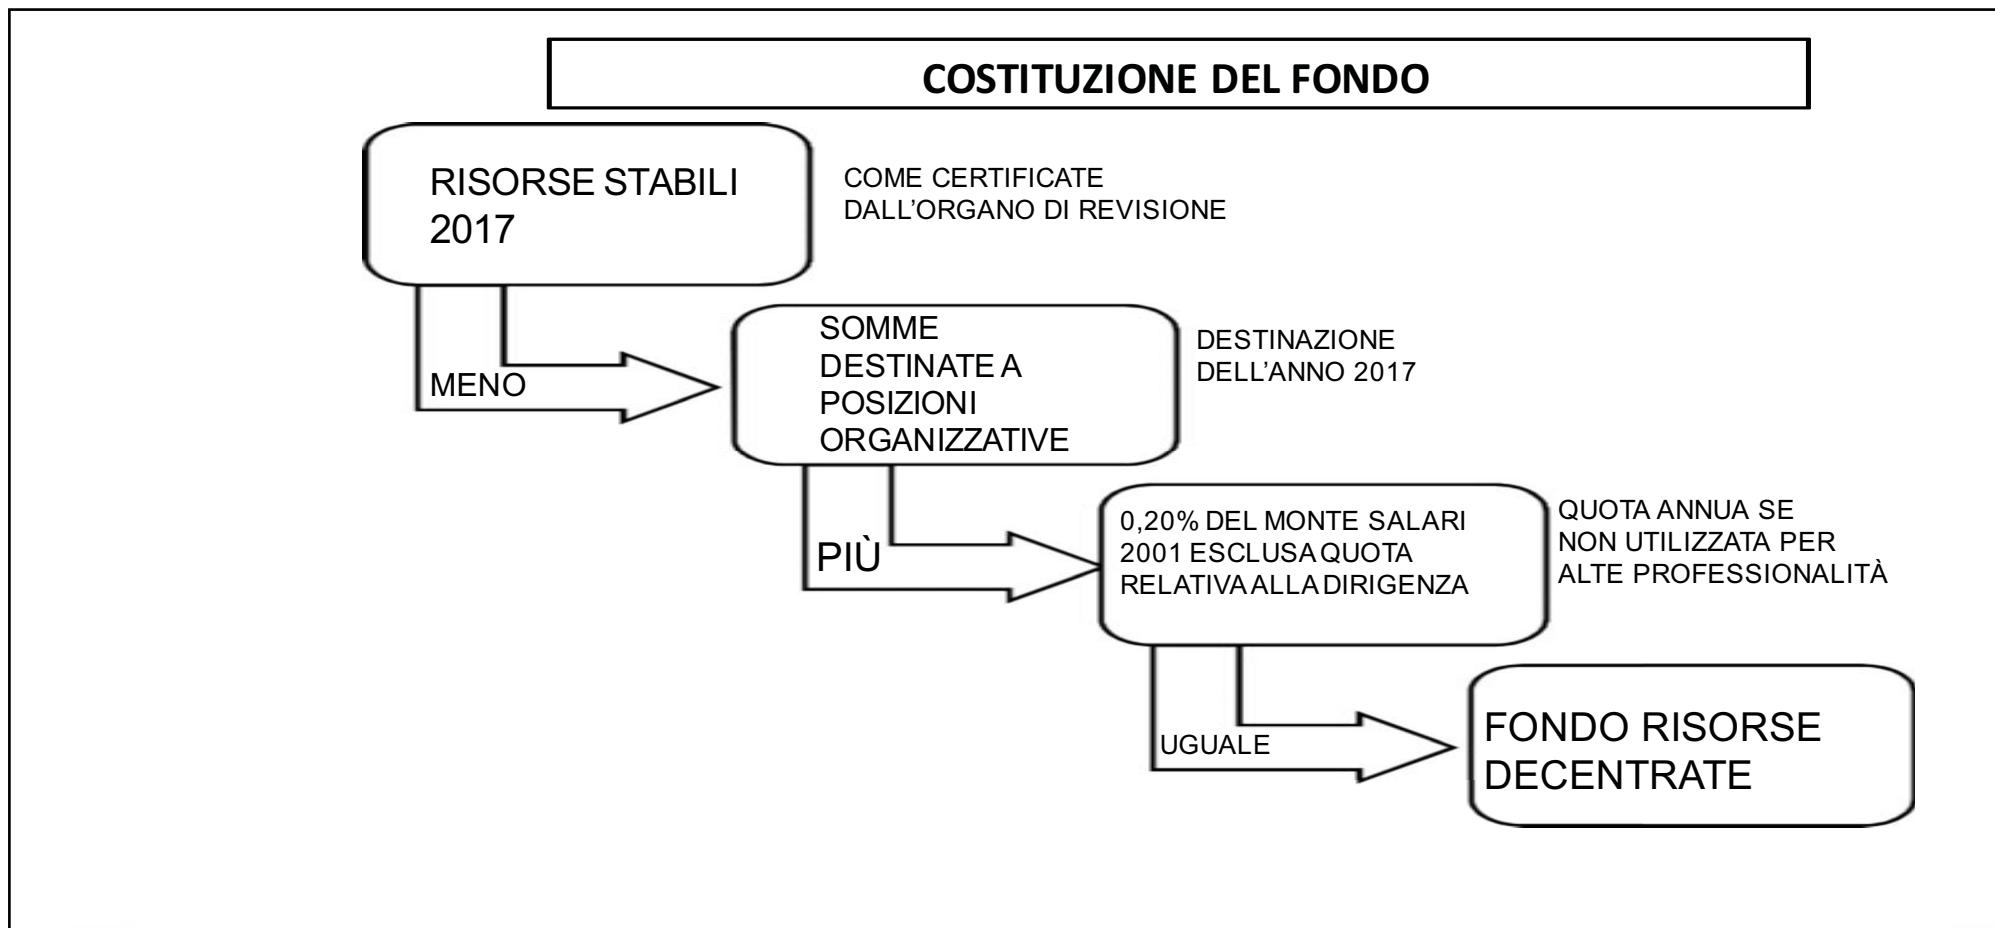 COSTITUZIONE DEL FONDO
RISORSE STABILI
2017
COME CERTIFICATE
DALL'ORGANO DI REVISIONE
MENO
SOMME
DESTINATE A
POSIZIONI
ORGANIZZATIVE
DESTINAZIONE
DELL'ANNO 2017
PIÙ
0,20% DEL MONTE SALARI
2001 ESCLUSA QUOTA
RELATIVA ALLA DIRIGENZA
QUOTA ANNUA SE
NON UTILIZZATA PER
ALTE PROFESSIONALITÀ
UGUALE
FONDO RISORSE
DECENTRATE